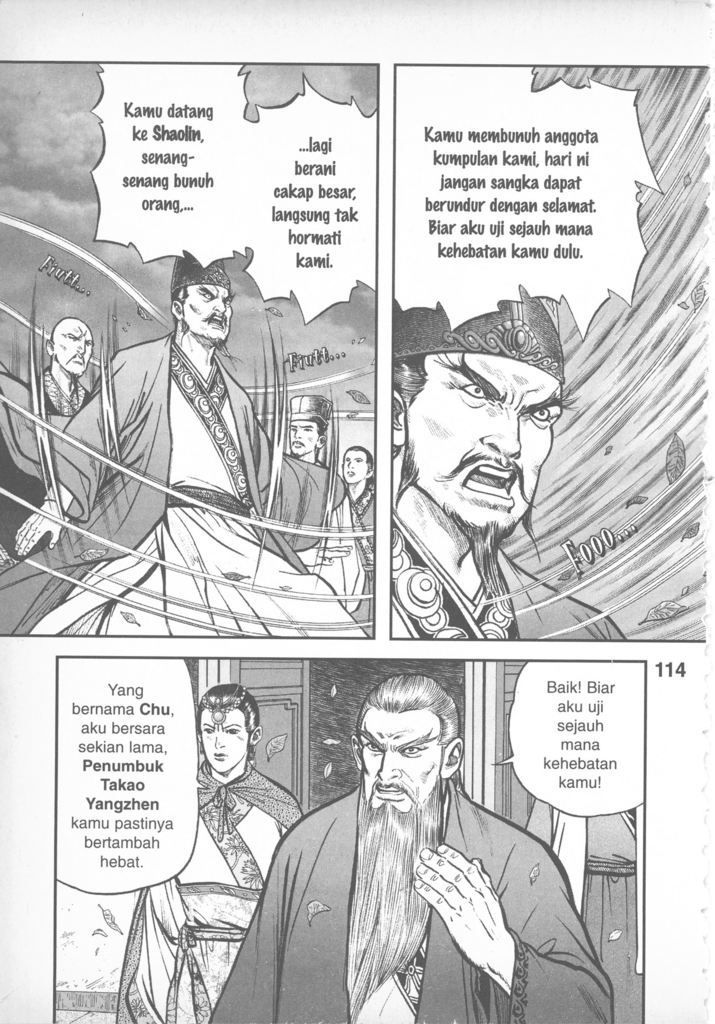 Kamu datang
ke Shaolin,
senang-
senang bunuh
orang,...
...lagi
berani
cakap besar,
langsung tak
hormati
kami.
Fiutt...
Fiutt...
Kamu membunuh anggota
kumpulan kami, hari ni
jangan sangka dapat
berundur dengan selamat.
Biar aku uji sejauh mana
kehebatan kamu dulu.
Fooo...
Yang
bernama Chu,
aku bersara
sekian lama,
Penumbuk
Takao
Yangzhen
kamu pastinya
bertambah
hebat.
Baik! Biar
aku uji
sejauh
mana
kehebatan
kamu!
114